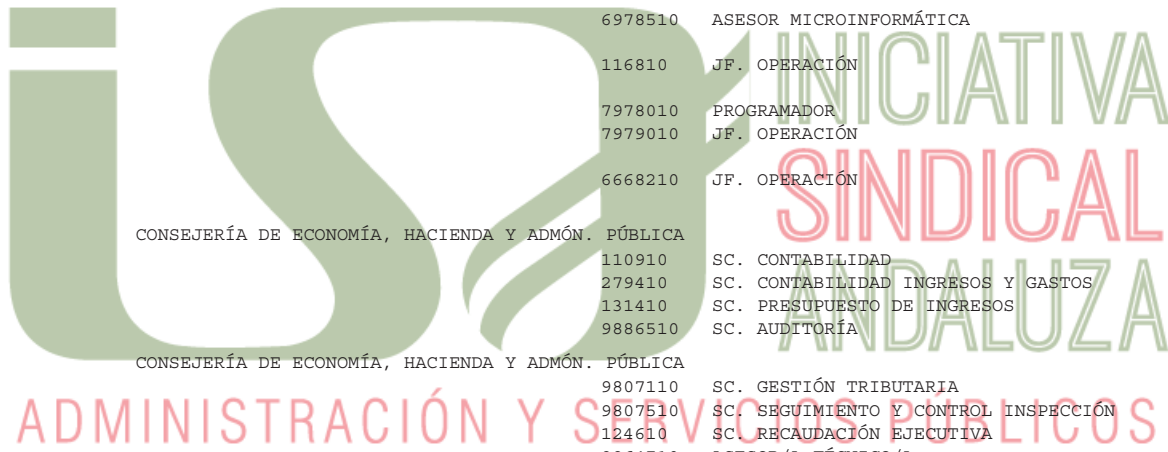 6978510 ASESOR MICROINFORMÁTICA
116810 JF. OPERACIÓN
7978010 PROGRAMADOR
7979010 JF. OPERACIÓN
6668210 JF. OPERACIÓN
CONSEJERÍA DE ECONOMÍA, HACIENDA Y ADMÓN. PÚBLICA
110910 SC. CONTABILIDAD
279410 SC. CONTABILIDAD INGRESOS Y GASTOS
131410 SC. PRESUPUESTO DE INGRESOS
9886510 SC. AUDITORÍA
CONSEJERÍA DE ECONOMÍA, HACIENDA Y ADMÓN. PÚBLICA
9807110 SC. GESTIÓN TRIBUTARIA
9807510 SC. SEGUIMIENTO Y CONTROL INSPECCIÓN
124610 SC. RECAUDACIÓN EJECUTIVA
isa
INICIATIVA
SINDICAL
ANDALUZA
ADMINISTRACIÓN Y SERVICIOS PÚBLICOS